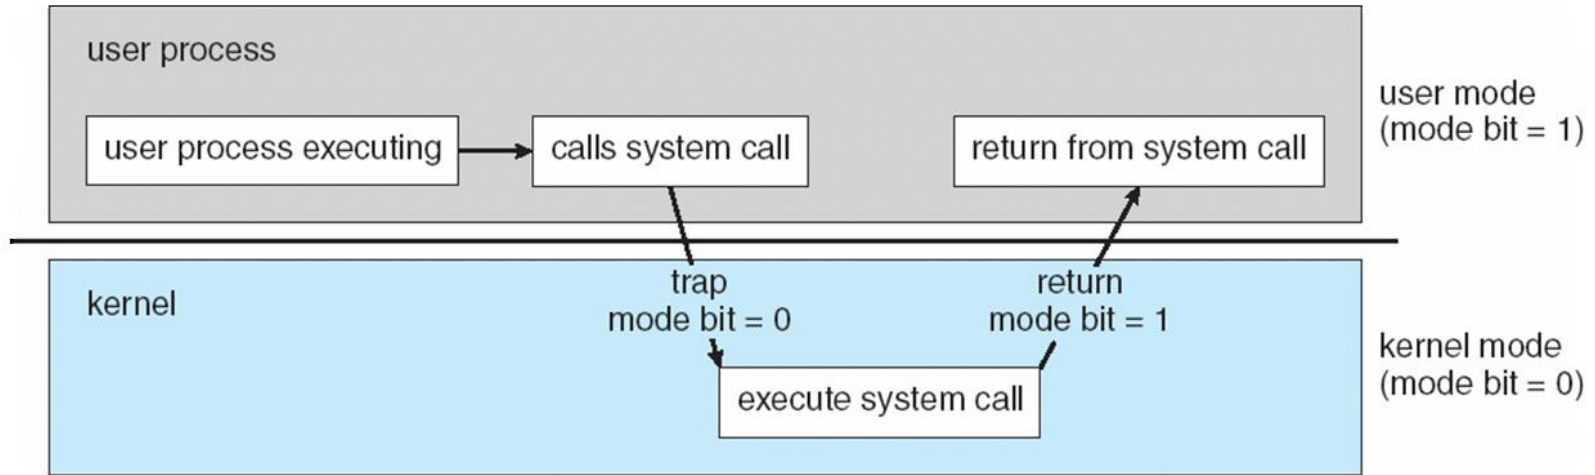 user process
user process executing
calls system call
return from system call
user mode
(mode bit = 1)
kernel
trap
mode bit = 0
return
mode bit = 1
execute system call
kernel mode
(mode bit = 0)